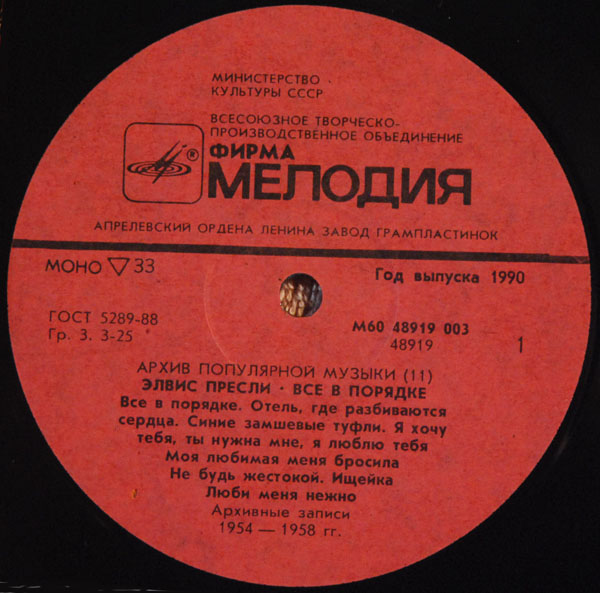 МИНИСТЕРСТВО
КУЛЬТУРЫ СССР
ВСЕСОЮЗНОЕ ТВОРЧЕСКО-
ПРОИЗВОДСТВЕННОЕ ОБЪЕДИНЕНИЕ
®
ФИРМА
МЕЛОДИЯ
АПРЕЛЕВСКИЙ ОРДЕНА ЛЕНИНА ЗАВОД ГРАМПЛАСТИНОК
МОНО ▽ 33
Год выпуска 1990
ГОСТ 5289-88
Гр. 3. 3-25
М60 48919 003
48919
1
АРХИВ ПОПУЛЯРНОЙ МУЗЫКИ (11)
ЭЛВИС ПРЕСЛИ · ВСЕ В ПОРЯДКЕ
Все в порядке. Отель, где разбиваются
сердца. Синие замшевые туфли. Я хочу
тебя, ты нужна мне, я люблю тебя
Моя любимая меня бросила
Не будь жестокой. Ищейка
Люби меня нежно
Архивные записи
1954 — 1958 гг.